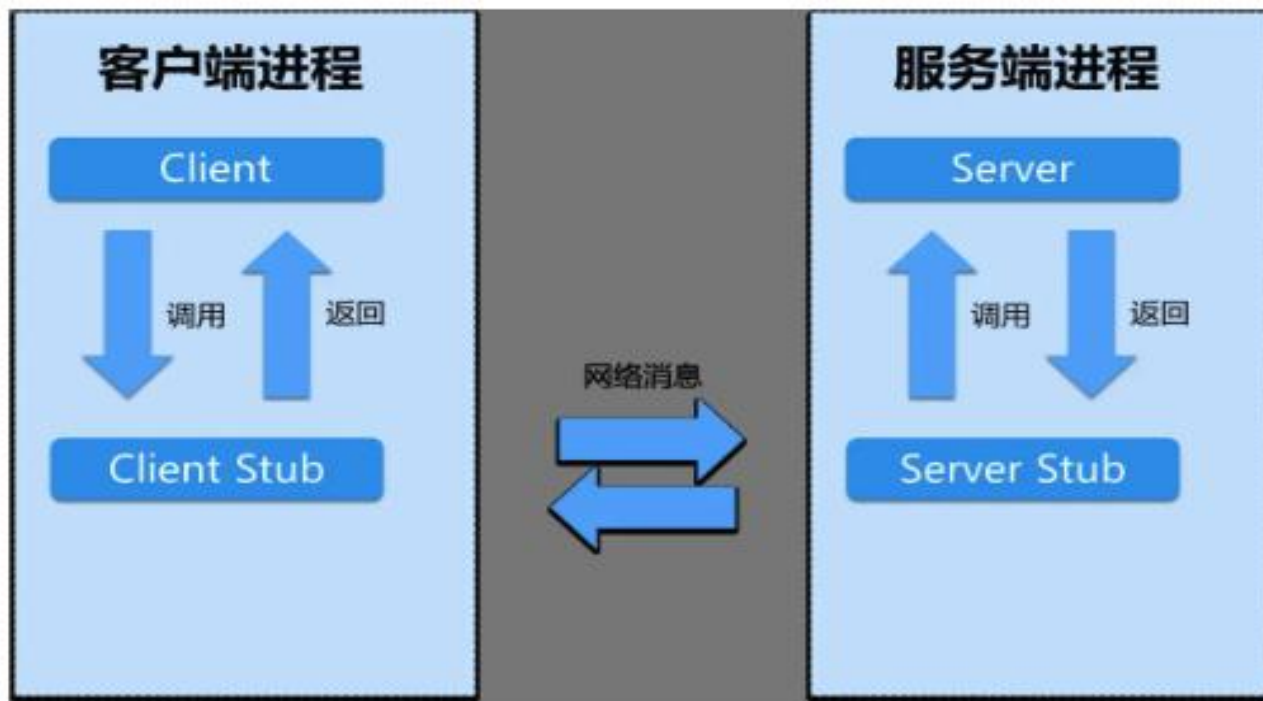 客户端进程
Client
调用
返回
Client Stub
网络消息
服务端进程
Server
调用
返回
Server Stub